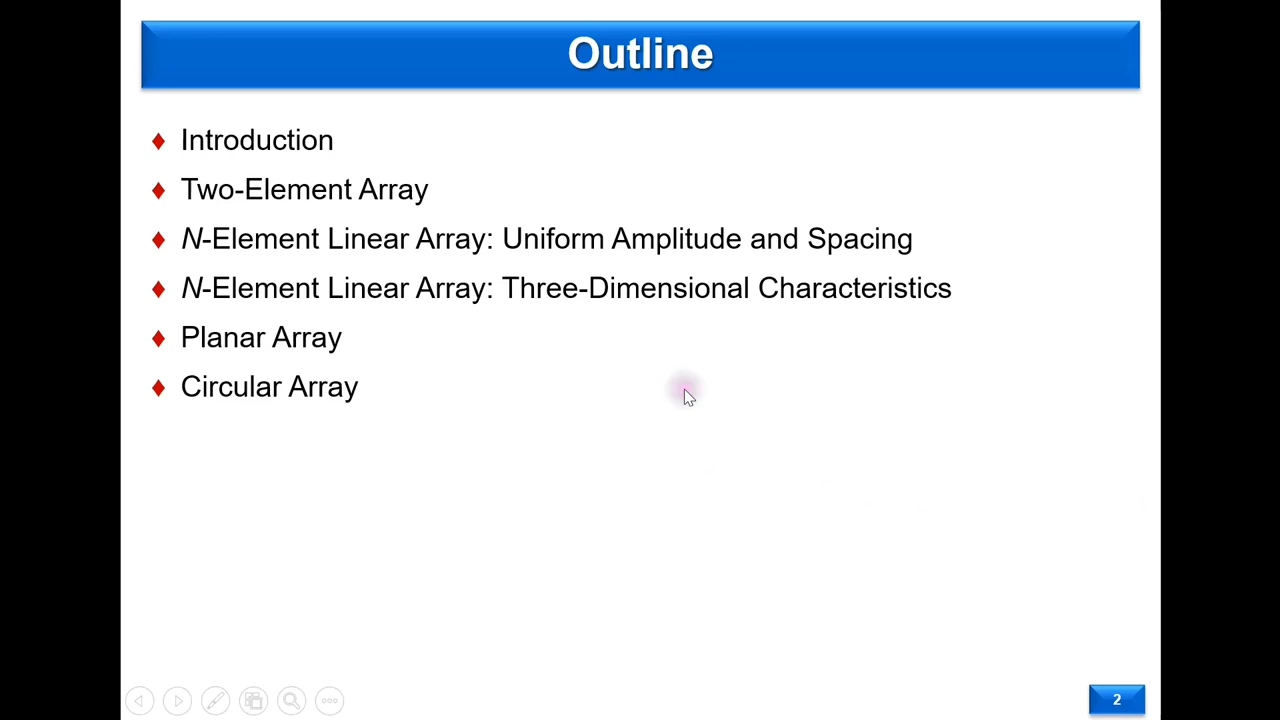 Outline
Introduction
Two-Element Array
N-Element Linear Array: Uniform Amplitude and Spacing
N-Element Linear Array: Three-Dimensional Characteristics
Planar Array
Circular Array
2